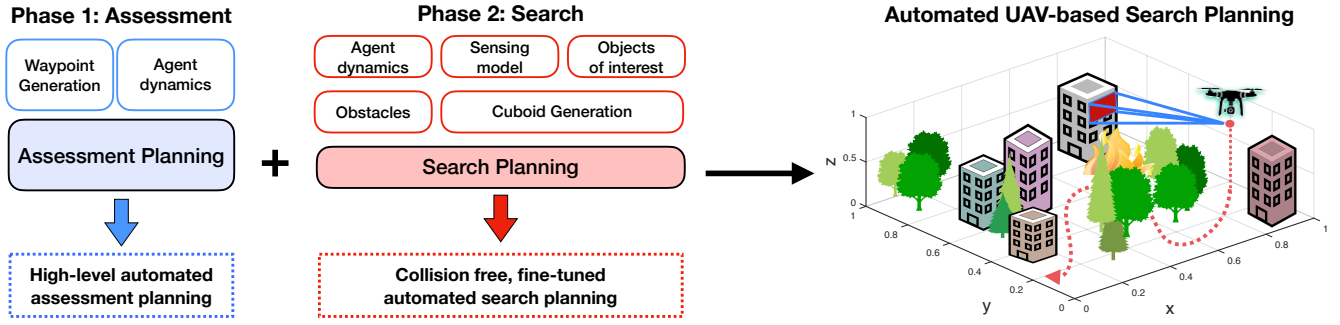 Phase 1: Assessment
Waypoint
Generation
Agent
dynamics
Assessment Planning
High-level automated
assessment planning
+
Phase 2: Search
Agent
dynamics
Sensing
model
Objects
of interest
Obstacles
Cuboid Generation
Search Planning
Collision free, fine-tuned
automated search planning
Automated UAV-based Search Planning
1
0.5
0
z
1
0.8
0.6
0.4
0.2
0
y
0
0.2
0.4
0.6
0.8
1
x